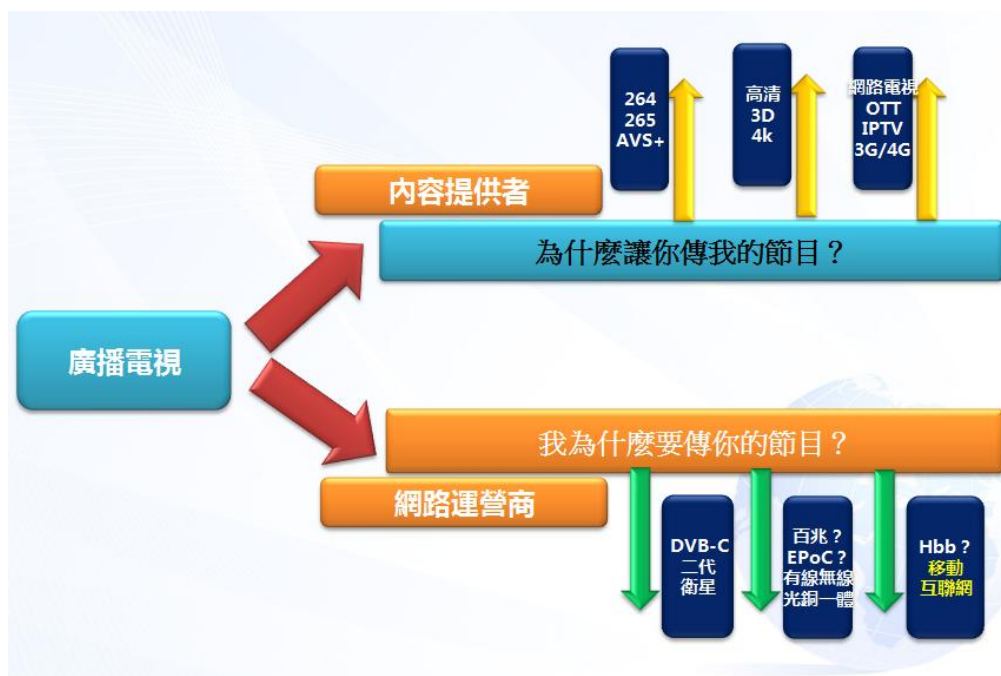 264
265
AVS+
高清
3D
4k
網路電視
OTT
IPTV
3G/4G
內容提供者
為什麼讓你傳我的節目？
廣播電視
我為什麼要傳你的節目？
網路運營商
DVB-C
二代
衛星
百兆？
EPoC？
有線無線
光銅一體
Hbb？
移動
互聯網